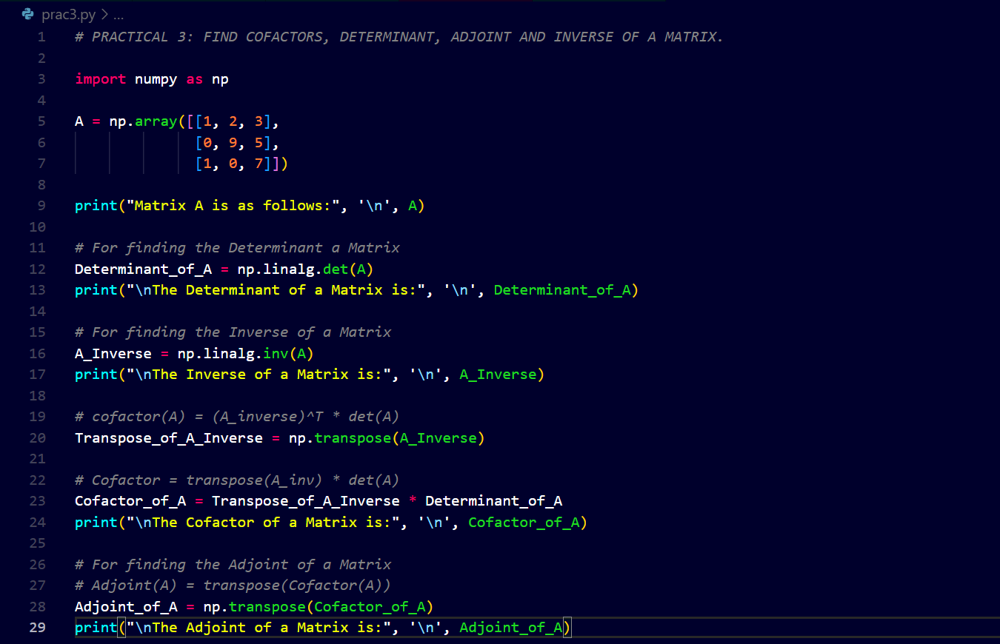 prac3.py > ...
1 # PRACTICAL 3: FIND COFACTORS, DETERMINANT, ADJOINT AND INVERSE OF A MATRIX.
2
3 import numpy as np
4
5 A = np.array([[1, 2, 3],
6               [0, 9, 5],
7               [1, 0, 7]])
8
9 print("Matrix A is as follows:", '\n', A)
10
11 # For finding the Determinant a Matrix
12 Determinant_of_A = np.linalg.det(A)
13 print("\nThe Determinant of a Matrix is:", '\n', Determinant_of_A)
14
15 # For finding the Inverse of a Matrix
16 A_Inverse = np.linalg.inv(A)
17 print("\nThe Inverse of a Matrix is:", '\n', A_Inverse)
18
19 # cofactor(A) = (A_inverse)^T * det(A)
20 Transpose_of_A_Inverse = np.transpose(A_Inverse)
21
22 # Cofactor = transpose(A_inv) * det(A)
23 Cofactor_of_A = Transpose_of_A_Inverse * Determinant_of_A
24 print("\nThe Cofactor of a Matrix is:", '\n', Cofactor_of_A)
25
26 # For finding the Adjoint of a Matrix
27 # Adjoint(A) = transpose(Cofactor(A))
28 Adjoint_of_A = np.transpose(Cofactor_of_A)
29 print("\nThe Adjoint of a Matrix is:", '\n', Adjoint_of_A)